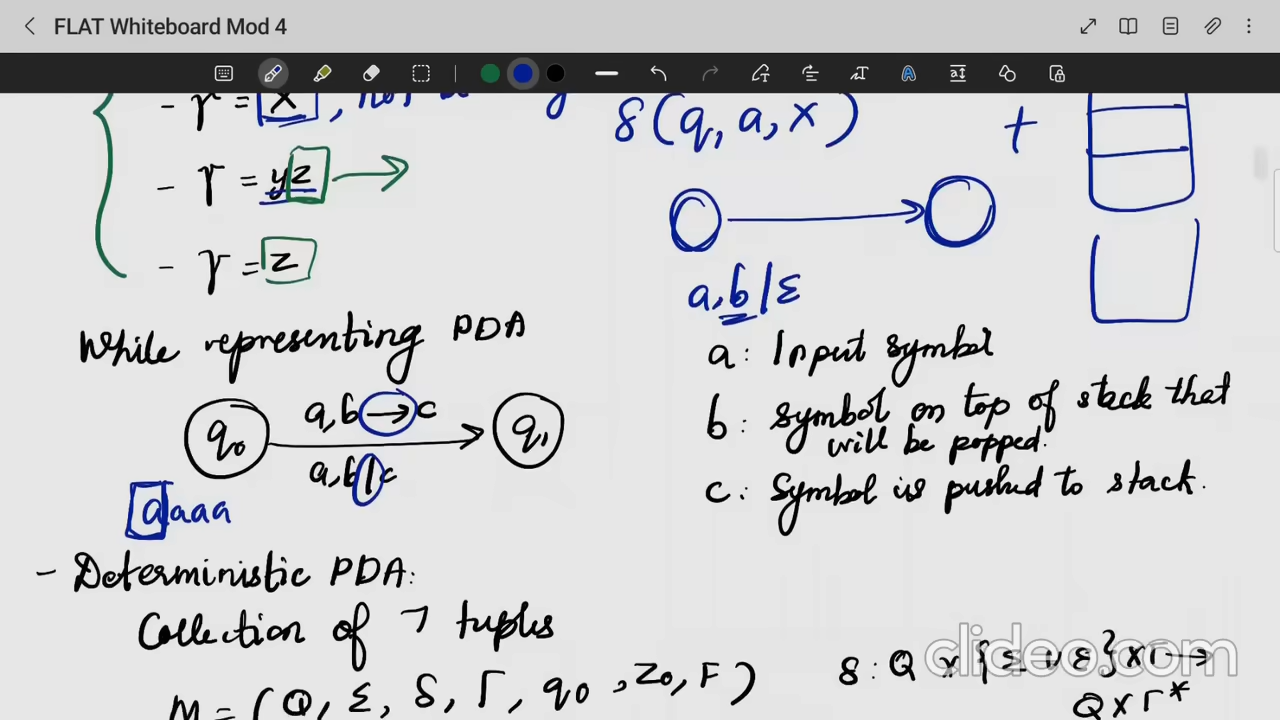 FLAT Whiteboard Mod 4
- γ = x,
δ(q, a, x) +
- γ = yz →
- γ = z
a, b | ε
While representing PDA
a: Input symbol
q0 a, b → c q1
a, b | c
b: symbol on top of stack that
will be popped.
c: symbol is pushed to stack.
aaaa
- Deterministic PDA:
Collection of 7 tuples
M = (Q, Σ, δ, Γ, q0, z0, F)
δ: Q x {Σ ∪ ε} x Γ →
Q x Γ*
clideo.com